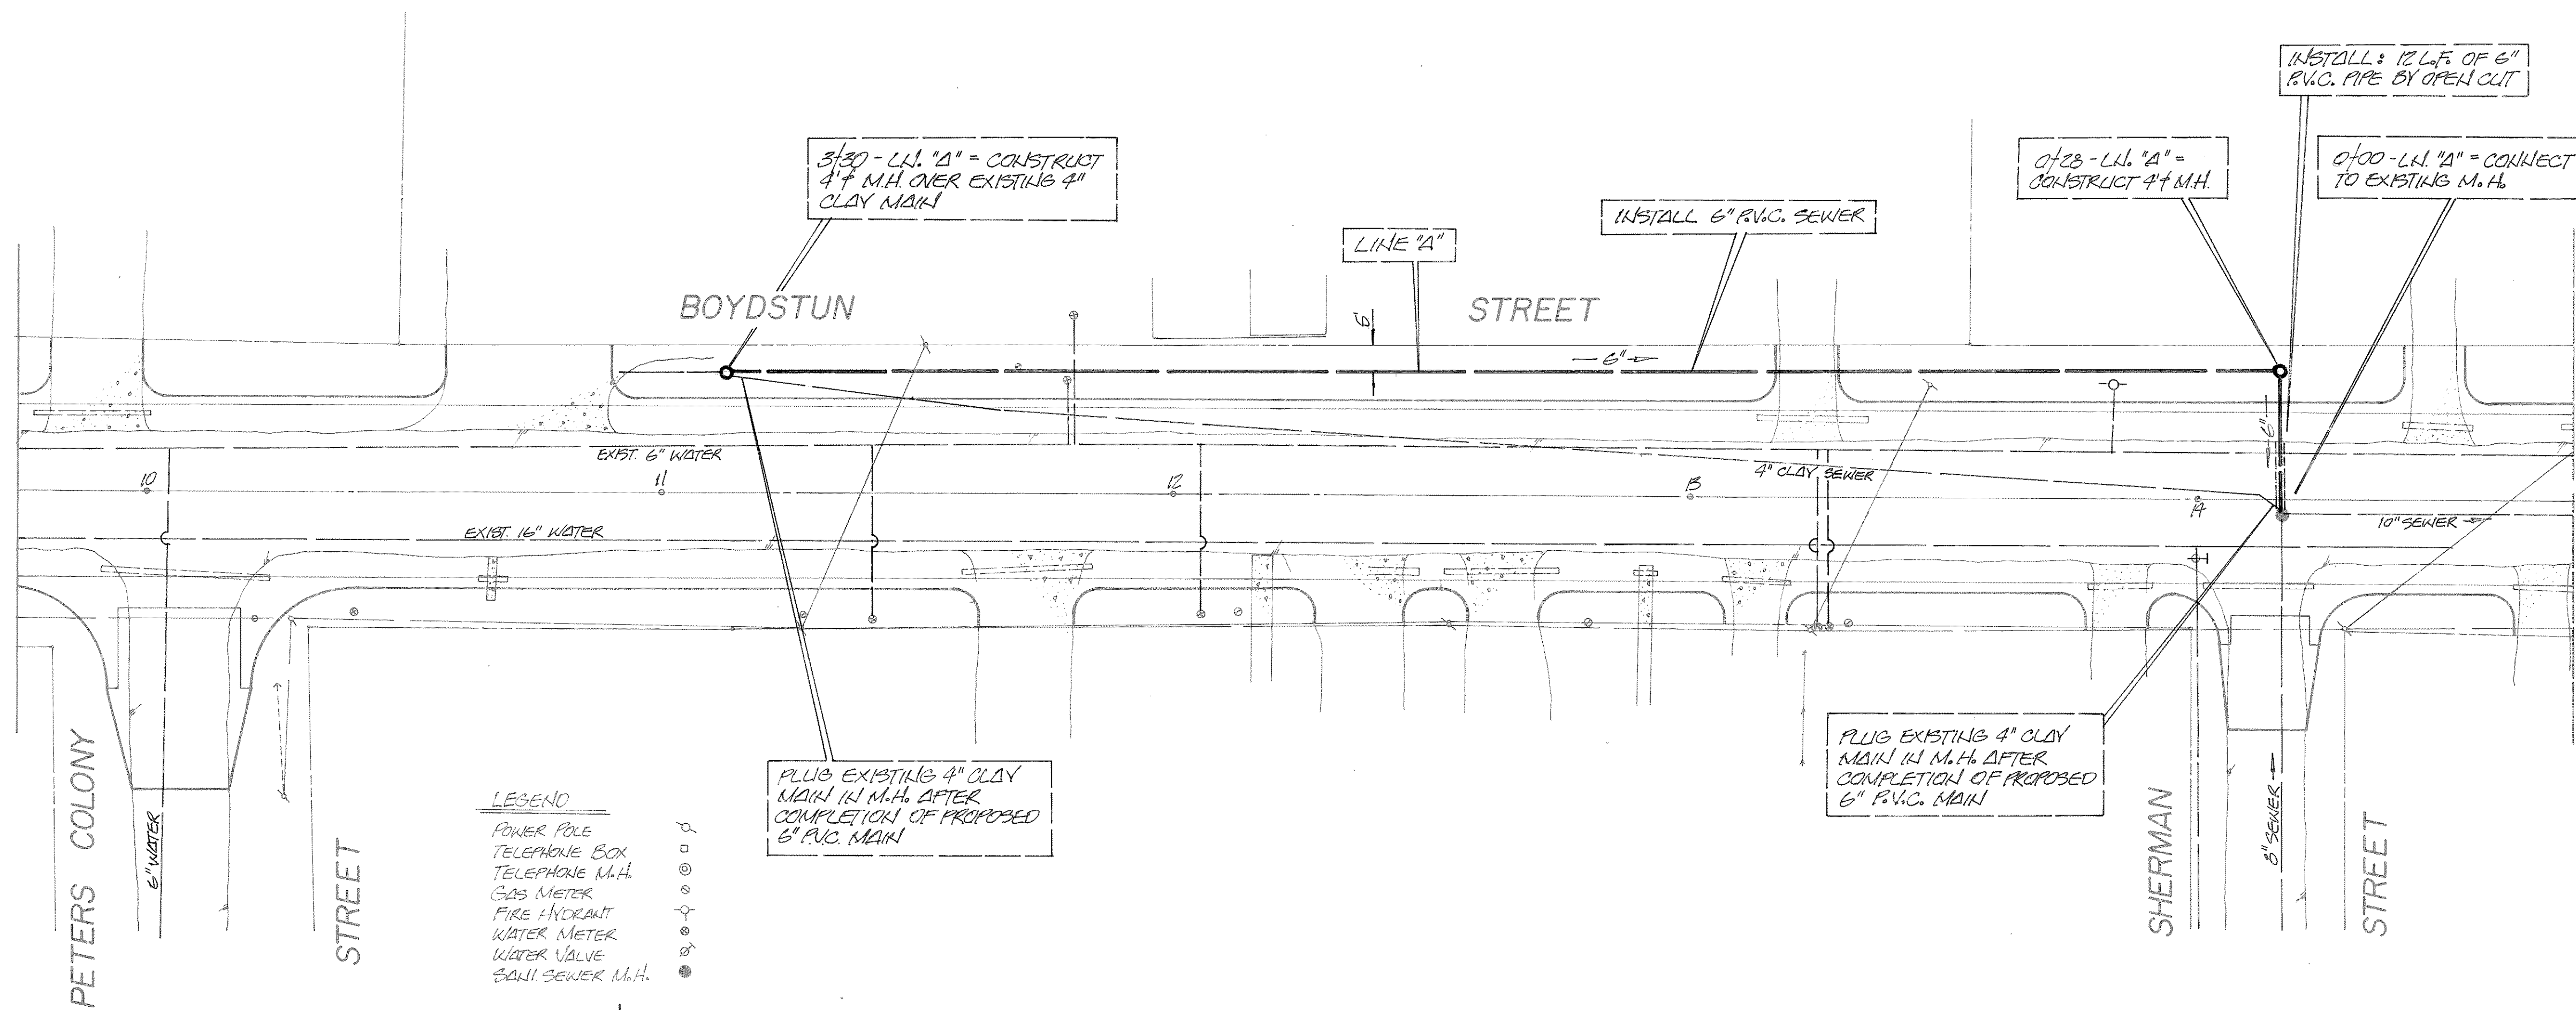 INSTALL: 12 L.F. OF 6"
P.V.C. PIPE BY OPEN CUT
3+30 - LN. "A" = CONSTRUCT
4'⌀ M.H. OVER EXISTING 4"
CLAY MAIN
0+28 - LN. "A" =
CONSTRUCT 4'⌀ M.H.
0+00 - LN. "A" = CONNECT
TO EXISTING M.H.
INSTALL 6" P.V.C. SEWER
LINE "A"
BOYDSTUN
STREET
6'
6"
6"
EXIST. 6" WATER
4" CLAY SEWER
10
11
12
13
14
10" SEWER
EXIST. 16" WATER
PLUG EXISTING 4" CLAY
MAIN IN M.H. AFTER
COMPLETION OF PROPOSED
6" P.V.C. MAIN
PLUG EXISTING 4" CLAY
MAIN IN M.H. AFTER
COMPLETION OF PROPOSED
6" P.V.C. MAIN
PETERS COLONY
6" WATER
STREET
LEGEND
POWER POLE
TELEPHONE BOX
TELEPHONE M.H.
GAS METER
FIRE HYDRANT
WATER METER
WATER VALVE
SANI. SEWER M.H.
SHERMAN
8" SEWER
STREET